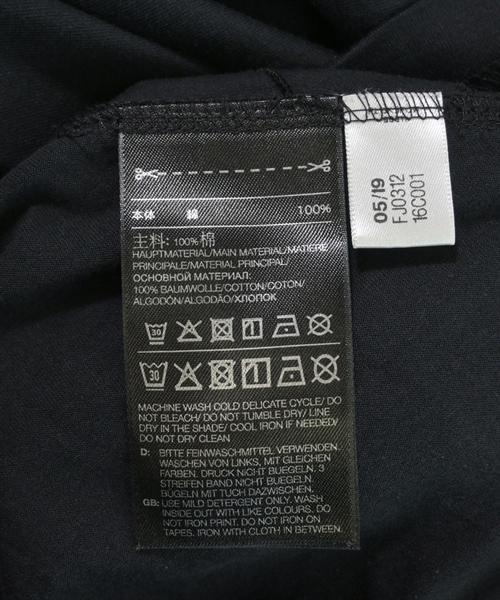 本体 綿 100%
主料: 100% 棉
HAUPTMATERIAL/MAIN MATERIAL/MATIERE
PRINCIPALE/MATERIAL PRINCIPAL/
ОСНОВНОЙ МАТЕРИАЛ:
100% BAUMWOLLE/COTTON/COTON/
ALGODÓN/ALGODÃO/ХЛОПОК
30
30
MACHINE WASH COLD DELICATE CYCLE/ DO
NOT BLEACH/ DO NOT TUMBLE DRY/ LINE
DRY IN THE SHADE/ COOL IRON IF NEEDED/
DO NOT DRY CLEAN
D: BITTE FEINWASCHMITTEL VERWENDEN.
WASCHEN VON LINKS, MIT GLEICHEN
FARBEN. DRUCK NICHT BUEGELN. 3
STREIFEN BAND NICHT BUEGELN.
BÜGELN MIT TUCH DAZWISCHEN.
GB: USE MILD DETERGENT ONLY. WASH
INSIDE OUT WITH LIKE COLOURS. DO
NOT IRON PRINT. DO NOT IRON ON
TAPES. IRON WITH CLOTH IN BETWEEN.
05/19
FJ0312
16C001